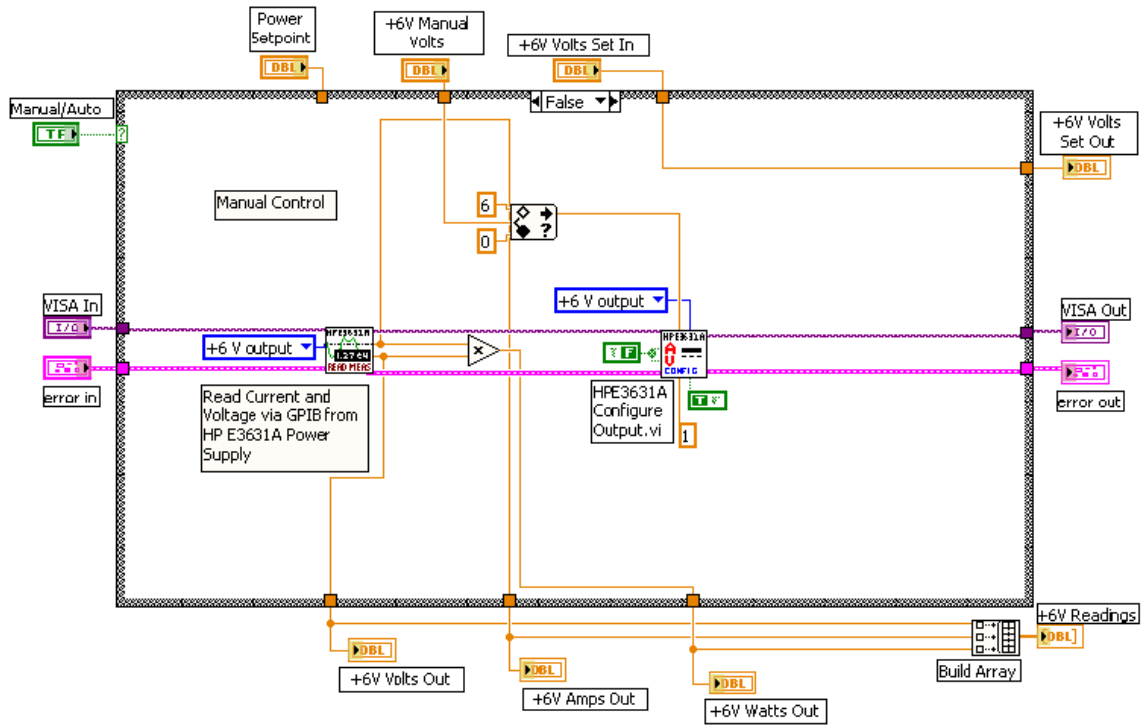 Power
Setpoint
+6V Manual
Volts
+6V Volts Set In
DBL
DBL
DBL
False
Manual/Auto
TF
?
+6V Volts
Set Out
DBL
Manual Control
6
0
?
+6 V output
VISA In
I/O
VISA Out
I/O
HPE3631A
1.2764
READ MEAS
+6 V output
x
F
HPE3631A
A
V
CONFIG
error in
error out
T
Read Current and
Voltage via GPIB from
HP E3631A Power
Supply
HPE3631A
Configure
Output.vi
1
+6V Readings
DBL
Build Array
DBL
+6V Volts Out
DBL
+6V Amps Out
DBL
+6V Watts Out